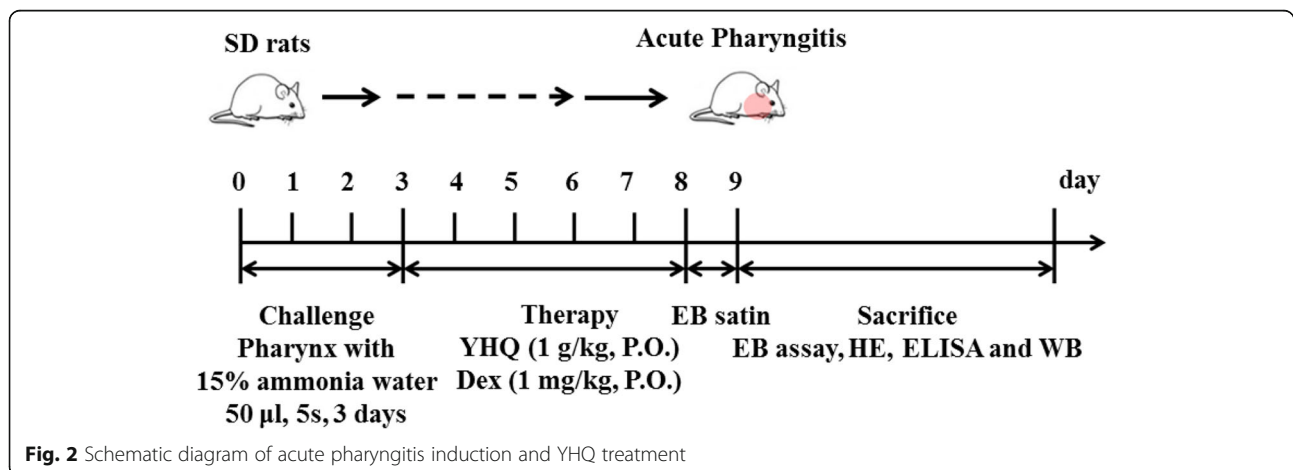 SD rats
Acute Pharyngitis
0 1 2 3 4 5 6 7 8 9 day
Challenge
Pharynx with
15% ammonia water
50 µl, 5s, 3 days
Therapy
YHQ (1 g/kg, P.O.)
Dex (1 mg/kg, P.O.)
EB satin
Sacrifice
EB assay, HE, ELISA and WB
Fig. 2 Schematic diagram of acute pharyngitis induction and YHQ treatment